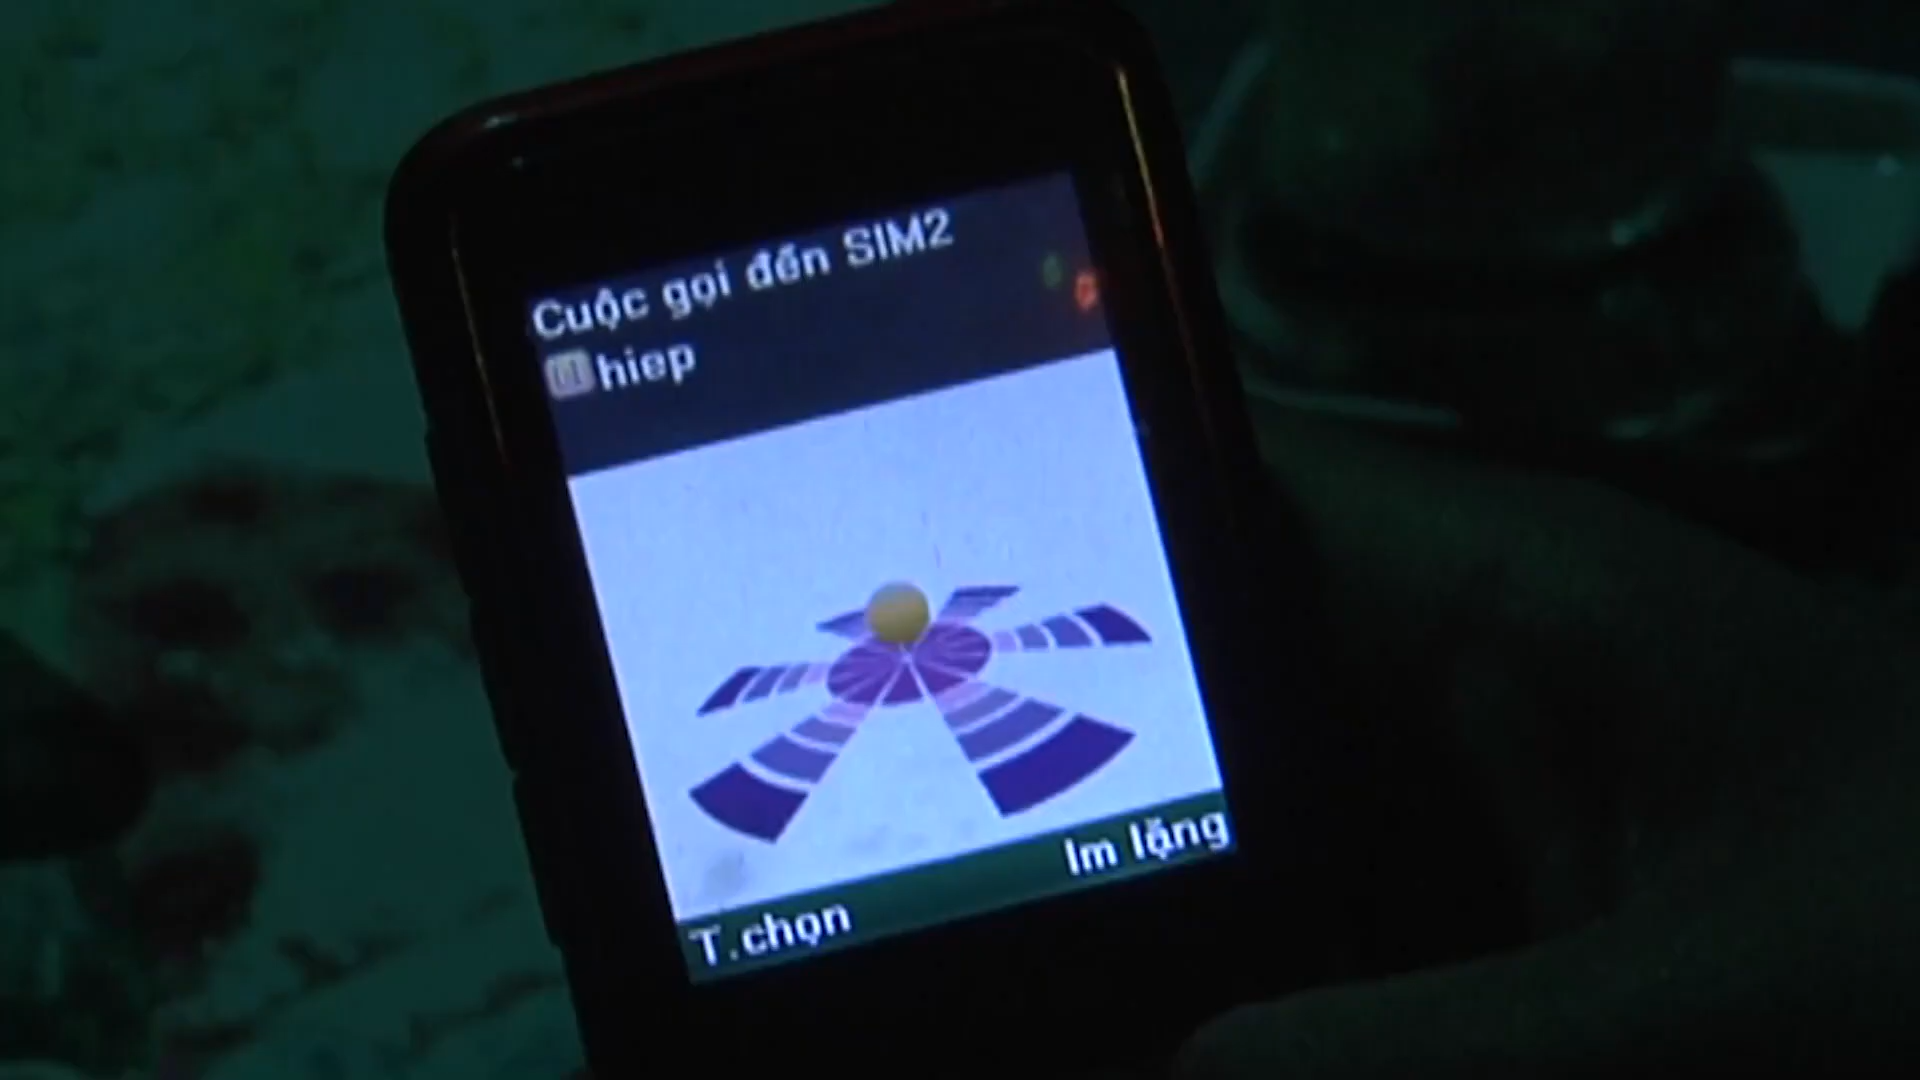 Cuộc gọi đến SIM2
hiep
Im lặng
T.chọn